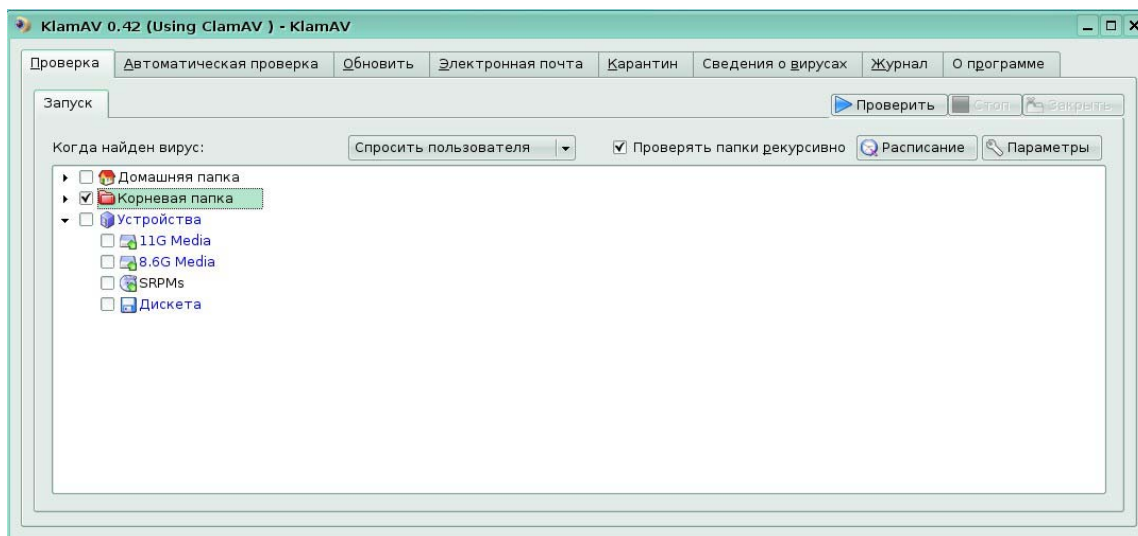 KlamAV 0.42 (Using ClamAV ) - KlamAV
Проверка Автоматическая проверка Обновить Электронная почта Карантин Сведения о вирусах Журнал О программе
Запуск Проверить Стоп Закрыть
Когда найден вирус: Спросить пользователя Проверять папки рекурсивно Расписание Параметры
Домашняя папка
Корневая папка
Устройства
11G Media
8.6G Media
SRPMs
Дискета